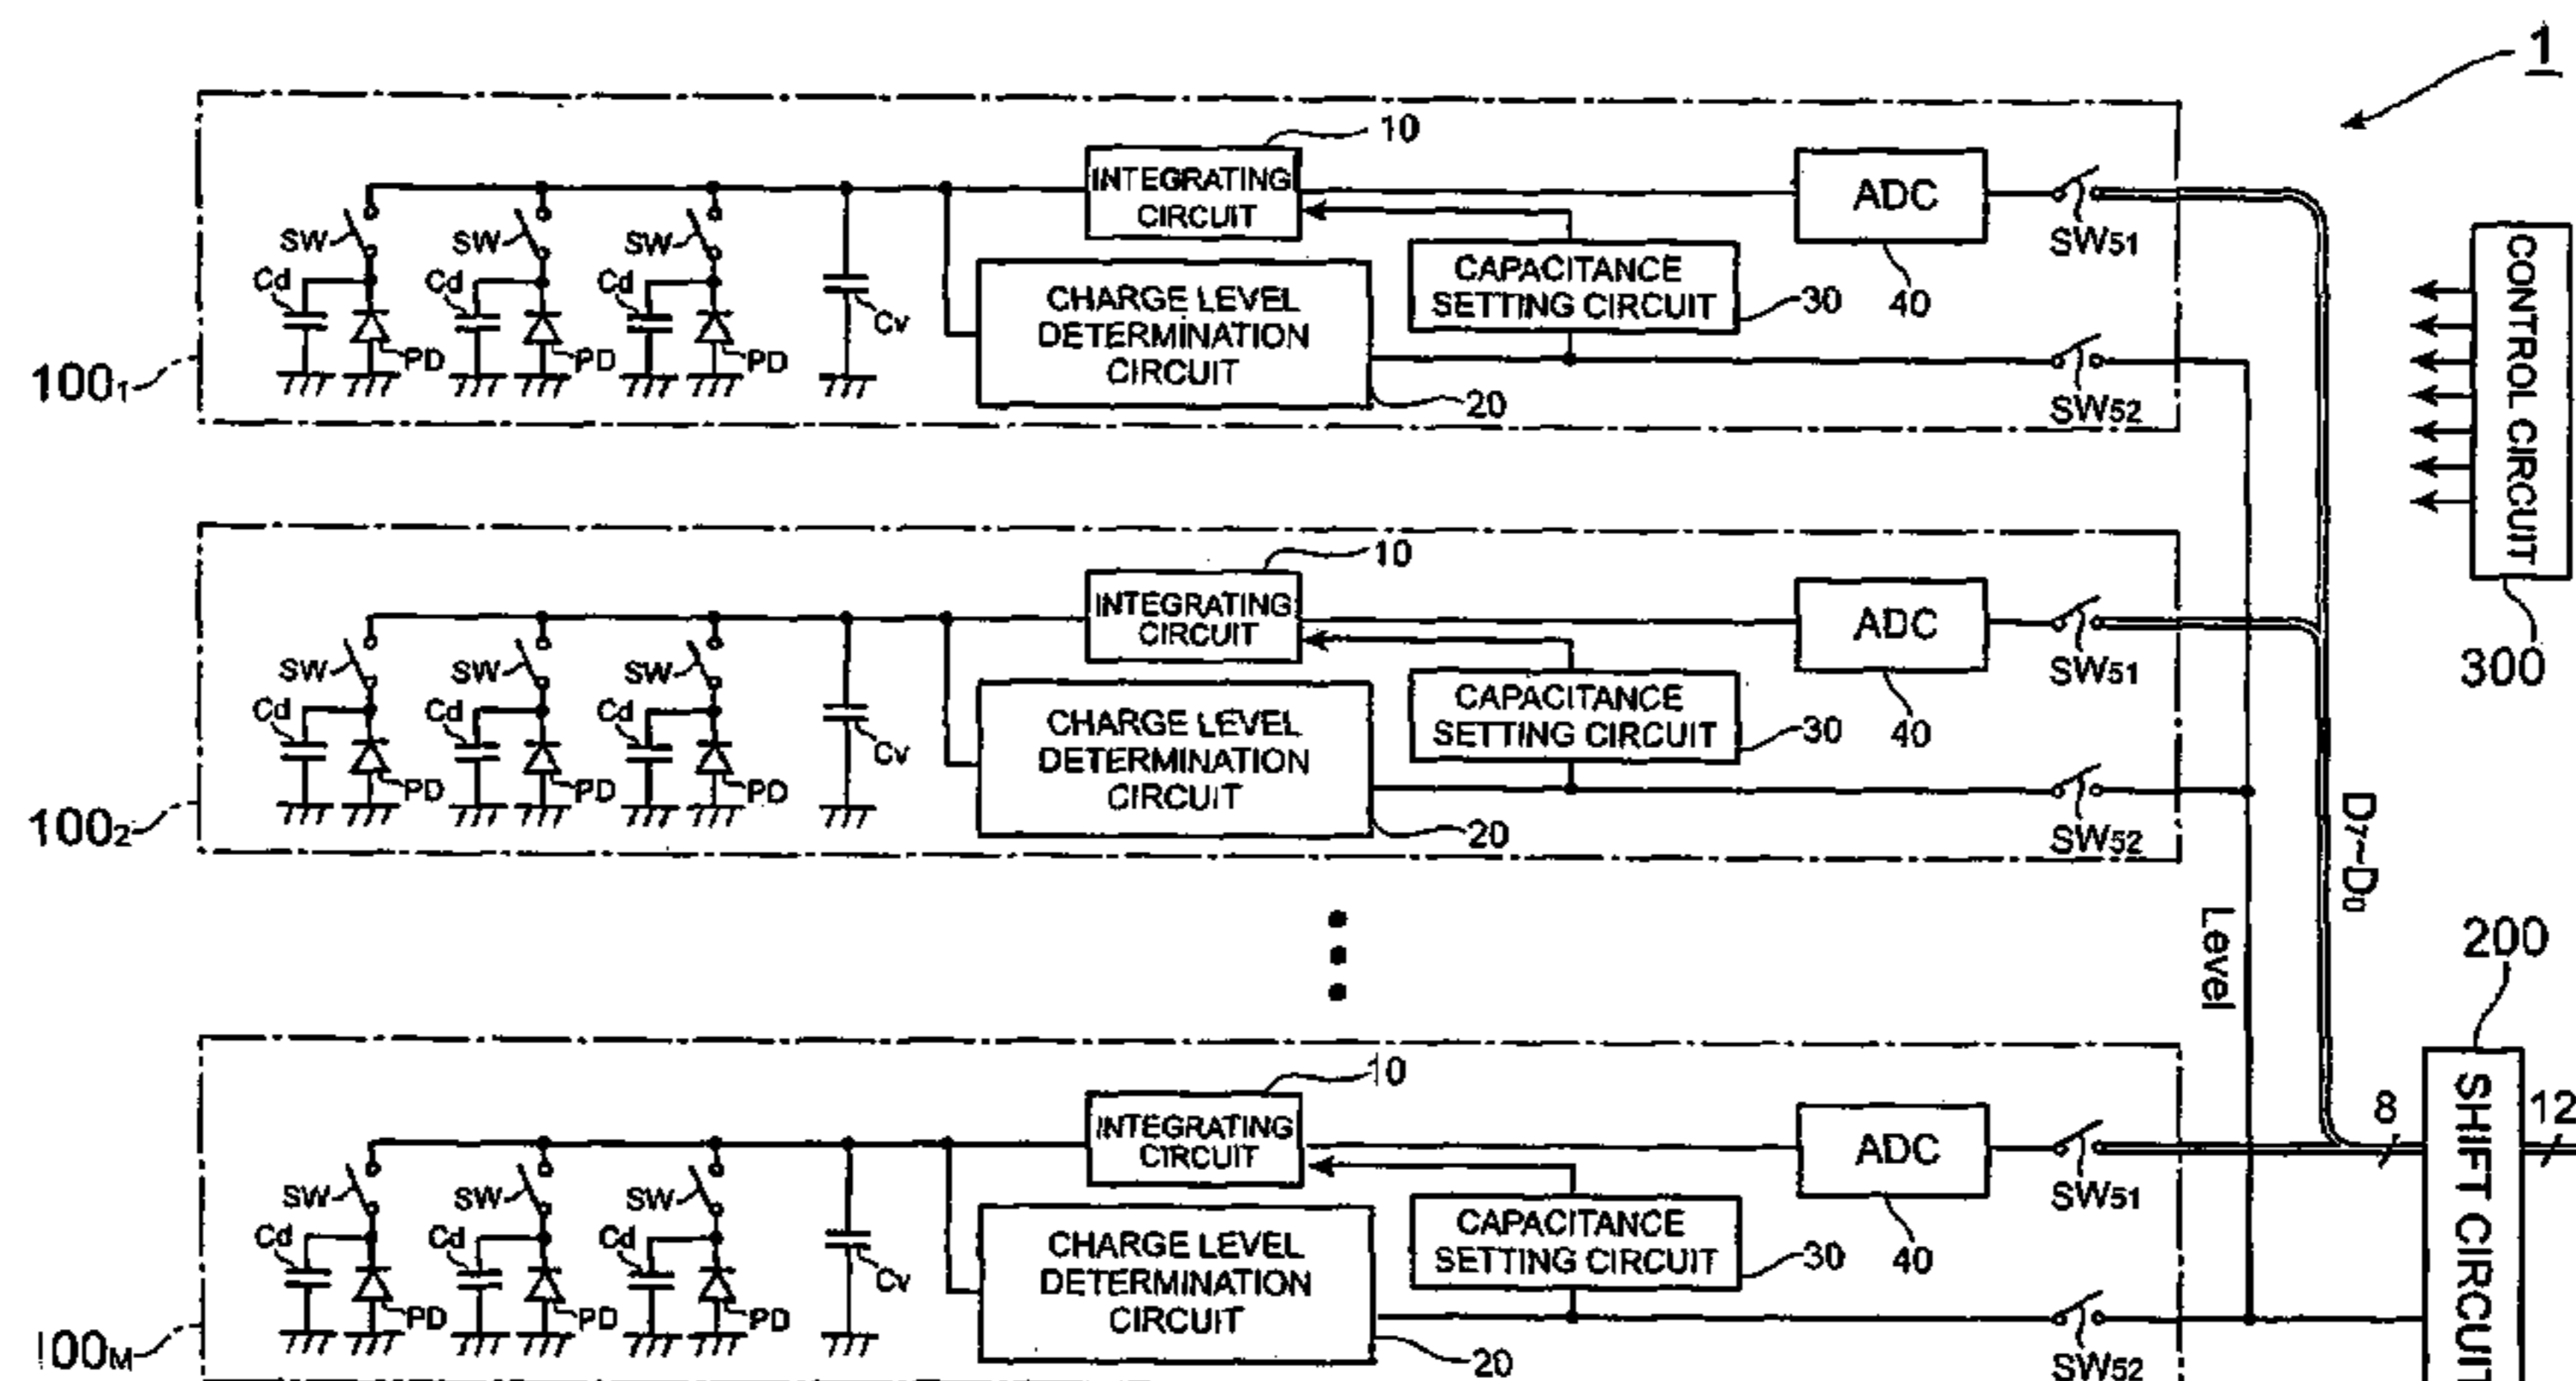 1
10
INTEGRATING
CIRCUIT
ADC
SW SW SW
SW51
CONTROL CIRCUIT
Cd Cd Cd
Cv
CHARGE LEVEL
DETERMINATION
CIRCUIT
CAPACITANCE
SETTING CIRCUIT
30
40
PD PD PD
100₁
20
SW52
300
10
INTEGRATING
CIRCUIT
ADC
SW SW SW
SW51
Cd Cd Cd
Cv
CHARGE LEVEL
DETERMINATION
CIRCUIT
CAPACITANCE
SETTING CIRCUIT
30
40
PD PD PD
100₂
20
SW52
D7~D0
Level
200
10
INTEGRATING
CIRCUIT
ADC
8
SHIFT CIRCUIT
12
SW SW SW
SW51
Cd Cd Cd
Cv
CHARGE LEVEL
DETERMINATION
CIRCUIT
CAPACITANCE
SETTING CIRCUIT
30
40
PD PD PD
100M
20
SW52